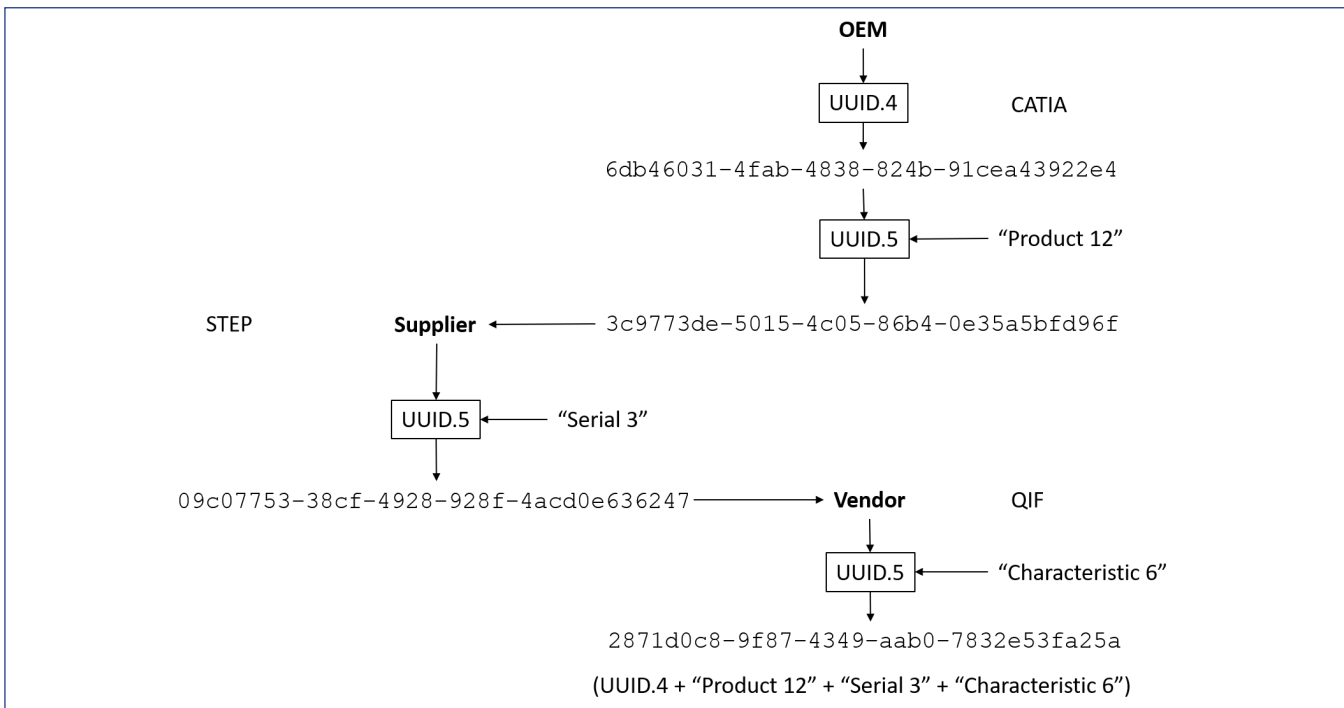 OEM
UUID.4 CATIA
6db46031-4fab-4838-824b-91cea43922e4
UUID.5 “Product 12”
STEP Supplier 3c9773de-5015-4c05-86b4-0e35a5bfd96f
UUID.5 “Serial 3”
09c07753-38cf-4928-928f-4acd0e636247 Vendor QIF
UUID.5 “Characteristic 6”
2871d0c8-9f87-4349-aab0-7832e53fa25a
(UUID.4 + “Product 12” + “Serial 3” + “Characteristic 6”)